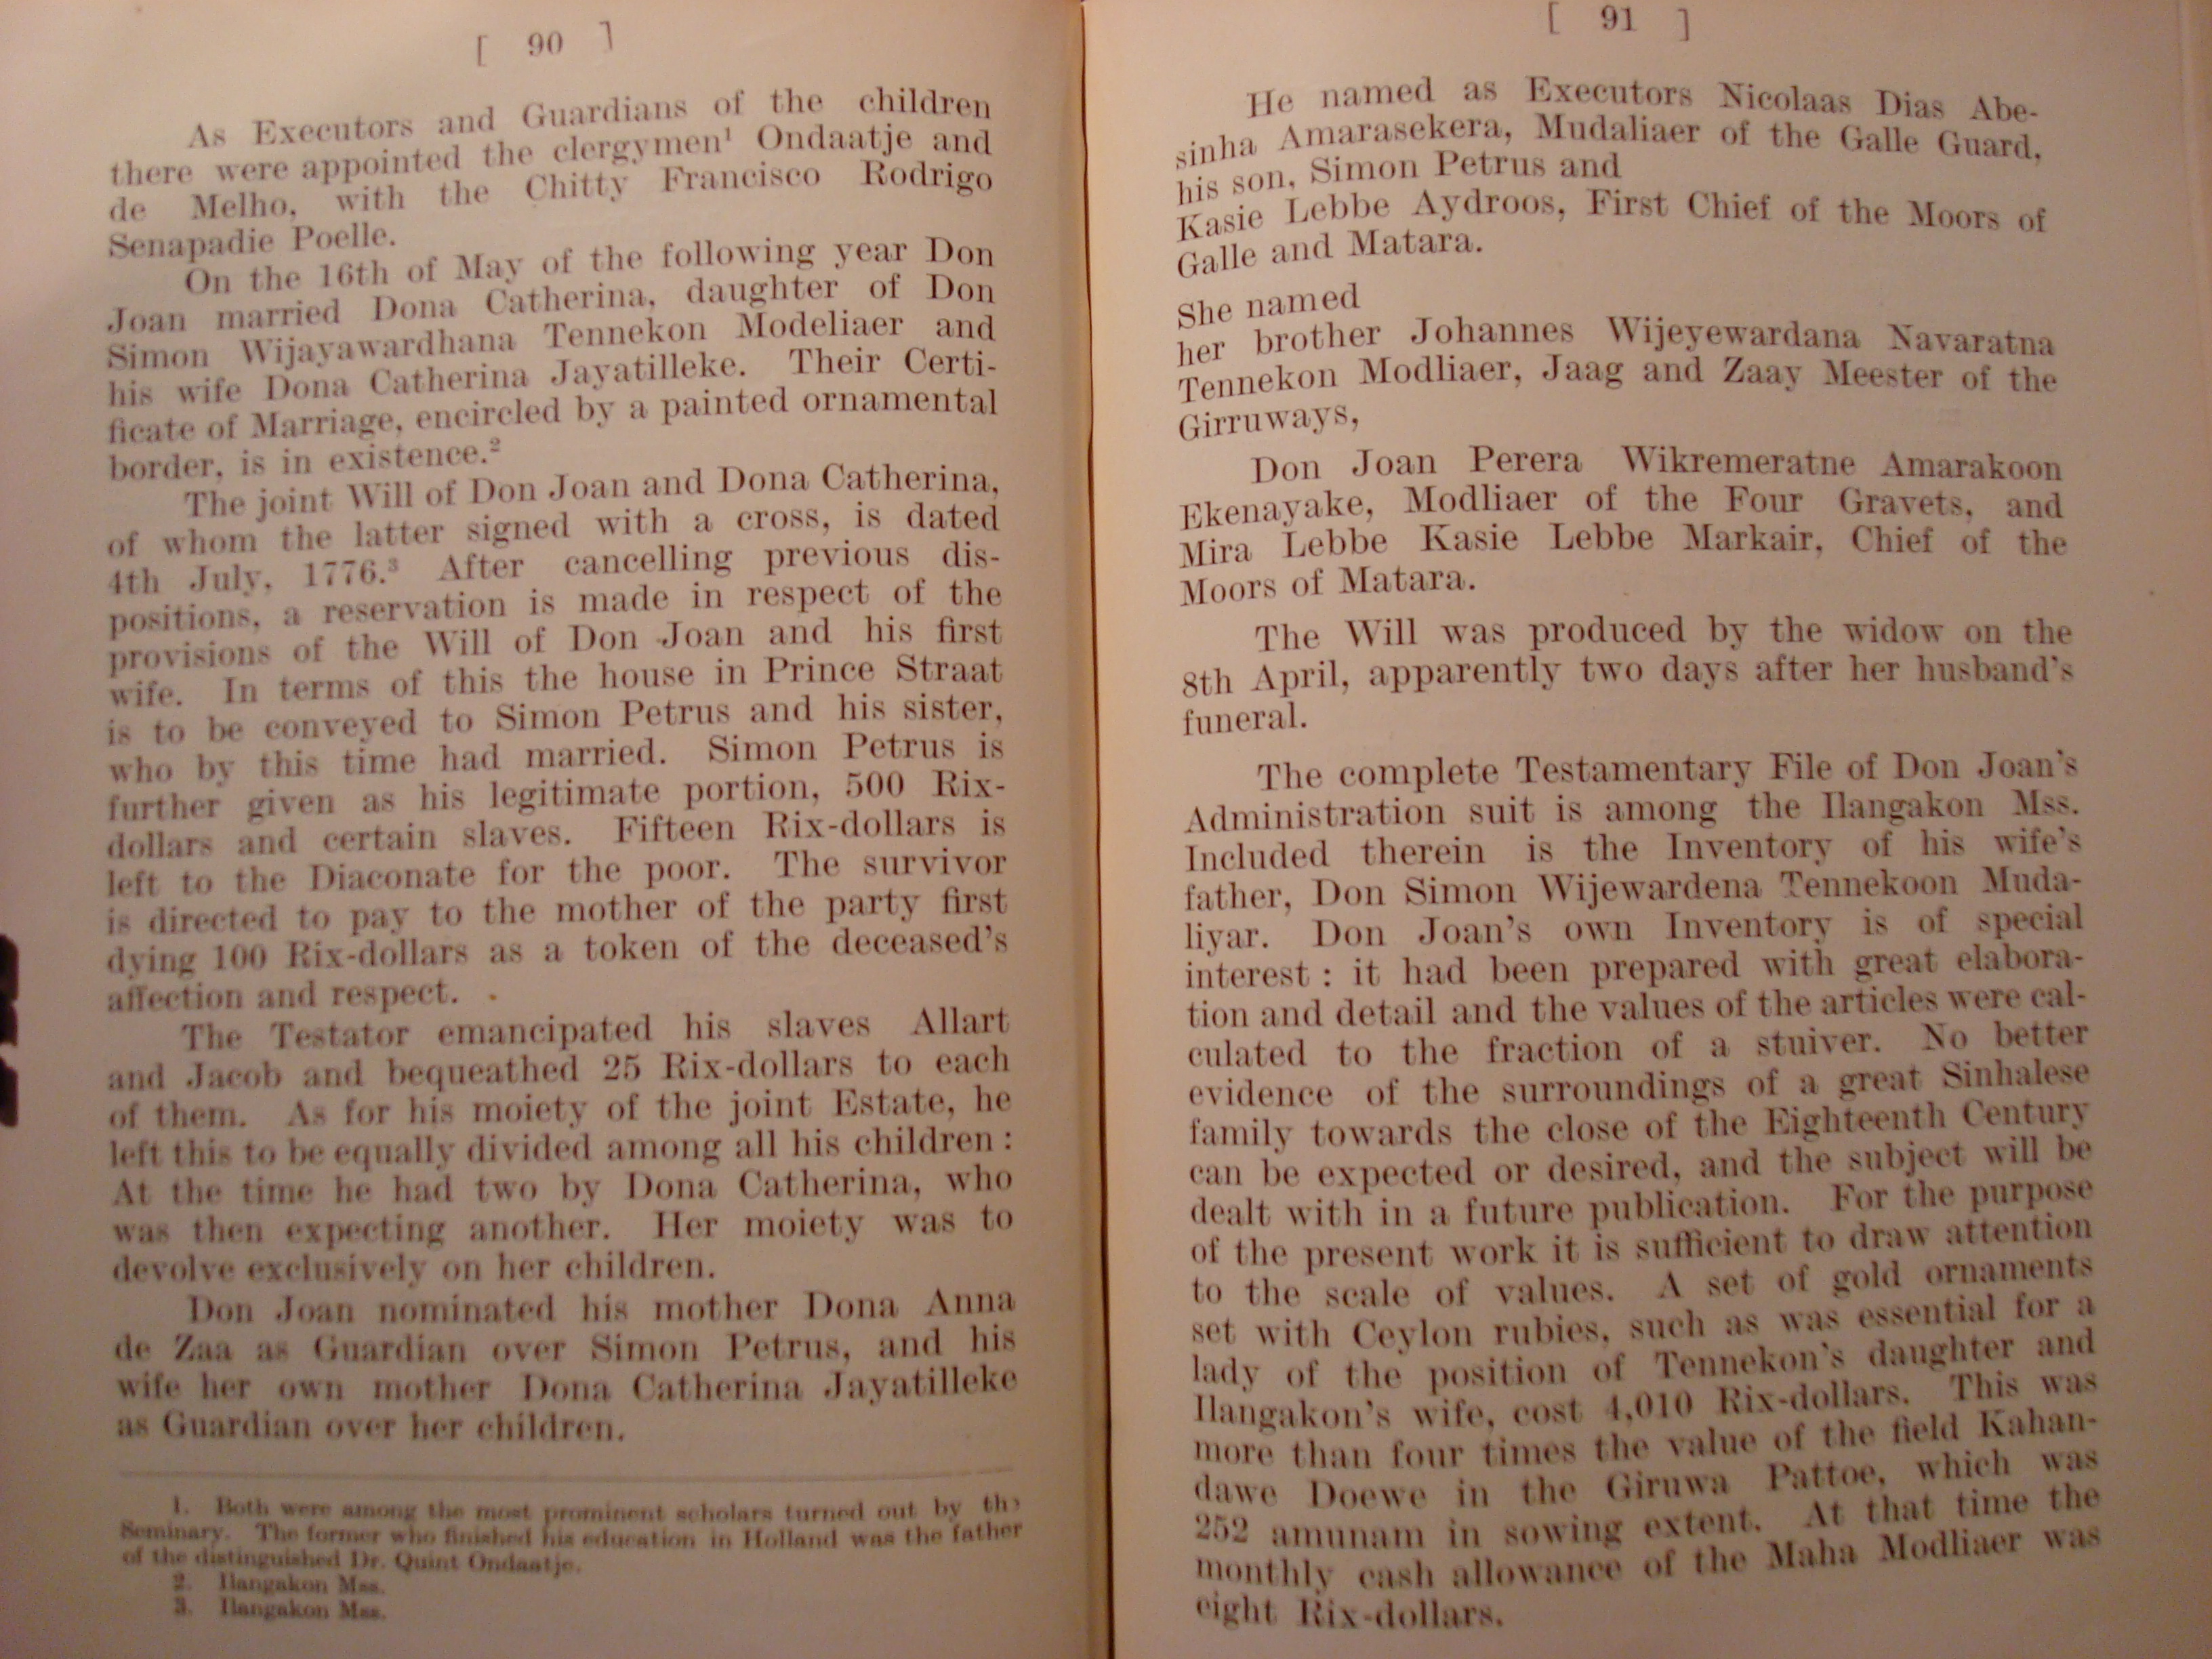 [ 90 ]
As Executors and Guardians of the children
there were appointed the clergymen¹ Ondaatje and
de Melho, with the Chitty Francisco Rodrigo
Senapadie Poelle.
On the 16th of May of the following year Don
Joan married Dona Catherina, daughter of Don
Simon Wijayawardhana Tennekon Modeliaer and
his wife Dona Catherina Jayatilleke. Their Certi-
ficate of Marriage, encircled by a painted ornamental
border, is in existence.²
The joint Will of Don Joan and Dona Catherina,
of whom the latter signed with a cross, is dated
4th July, 1776.³ After cancelling previous dis-
positions, a reservation is made in respect of the
provisions of the Will of Don Joan and his first
wife. In terms of this the house in Prince Straat
is to be conveyed to Simon Petrus and his sister,
who by this time had married. Simon Petrus is
further given as his legitimate portion, 500 Rix-
dollars and certain slaves. Fifteen Rix-dollars is
left to the Diaconate for the poor. The survivor
is directed to pay to the mother of the party first
dying 100 Rix-dollars as a token of the deceased's
affection and respect.
The Testator emancipated his slaves Allart
and Jacob and bequeathed 25 Rix-dollars to each
of them. As for his moiety of the joint Estate, he
left this to be equally divided among all his children :
At the time he had two by Dona Catherina, who
was then expecting another. Her moiety was to
devolve exclusively on her children.
Don Joan nominated his mother Dona Anna
de Zaa as Guardian over Simon Petrus, and his
wife her own mother Dona Catherina Jayatilleke
as Guardian over her children.
1. Both were among the most prominent scholars turned out by the
Seminary. The former who finished his education in Holland was the father
of the distinguished Dr. Quint Ondaatje.
2. Ilangakon Mss.
3. Ilangakon Mss.
[ 91 ]
He named as Executors Nicolaas Dias Abe-
sinha Amarasekera, Mudaliaer of the Galle Guard,
his son, Simon Petrus and
Kasie Lebbe Aydroos, First Chief of the Moors of
Galle and Matara.
She named
her brother Johannes Wijeyewardana Navaratna
Tennekon Modliaer, Jaag and Zaay Meester of the
Girruways,
Don Joan Perera Wikremeratne Amarakoon
Ekenayake, Modliaer of the Four Gravets, and
Mira Lebbe Kasie Lebbe Markair, Chief of the
Moors of Matara.
The Will was produced by the widow on the
8th April, apparently two days after her husband's
funeral.
The complete Testamentary File of Don Joan's
Administration suit is among the Ilangakon Mss.
Included therein is the Inventory of his wife's
father, Don Simon Wijewardena Tennekoon Muda-
liyar. Don Joan's own Inventory is of special
interest : it had been prepared with great elabora-
tion and detail and the values of the articles were cal-
culated to the fraction of a stuiver. No better
evidence of the surroundings of a great Sinhalese
family towards the close of the Eighteenth Century
can be expected or desired, and the subject will be
dealt with in a future publication. For the purpose
of the present work it is sufficient to draw attention
to the scale of values. A set of gold ornaments
set with Ceylon rubies, such as was essential for a
lady of the position of Tennekon's daughter and
Ilangakon's wife, cost 4,010 Rix-dollars. This was
more than four times the value of the field Kahan-
dawe Doewe in the Giruwa Pattoe, which was
252 amunam in sowing extent. At that time the
monthly cash allowance of the Maha Modliaer was
eight Rix-dollars.